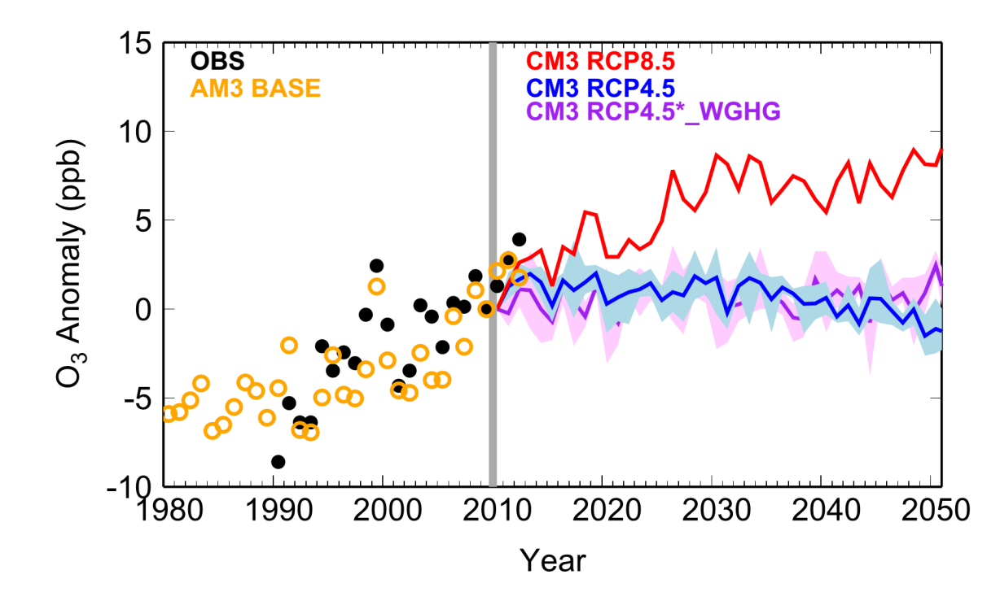 15
10
5
0
-5
-10
O3 Anomaly (ppb)
OBS
AM3 BASE
CM3 RCP8.5
CM3 RCP4.5
CM3 RCP4.5*_WGHG
1980 1990 2000 2010 2020 2030 2040 2050
Year